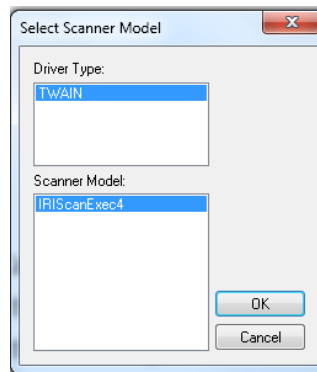 Select Scanner Model
Driver Type:
TWAIN
Scanner Model:
IRIScanExec4
OK
Cancel